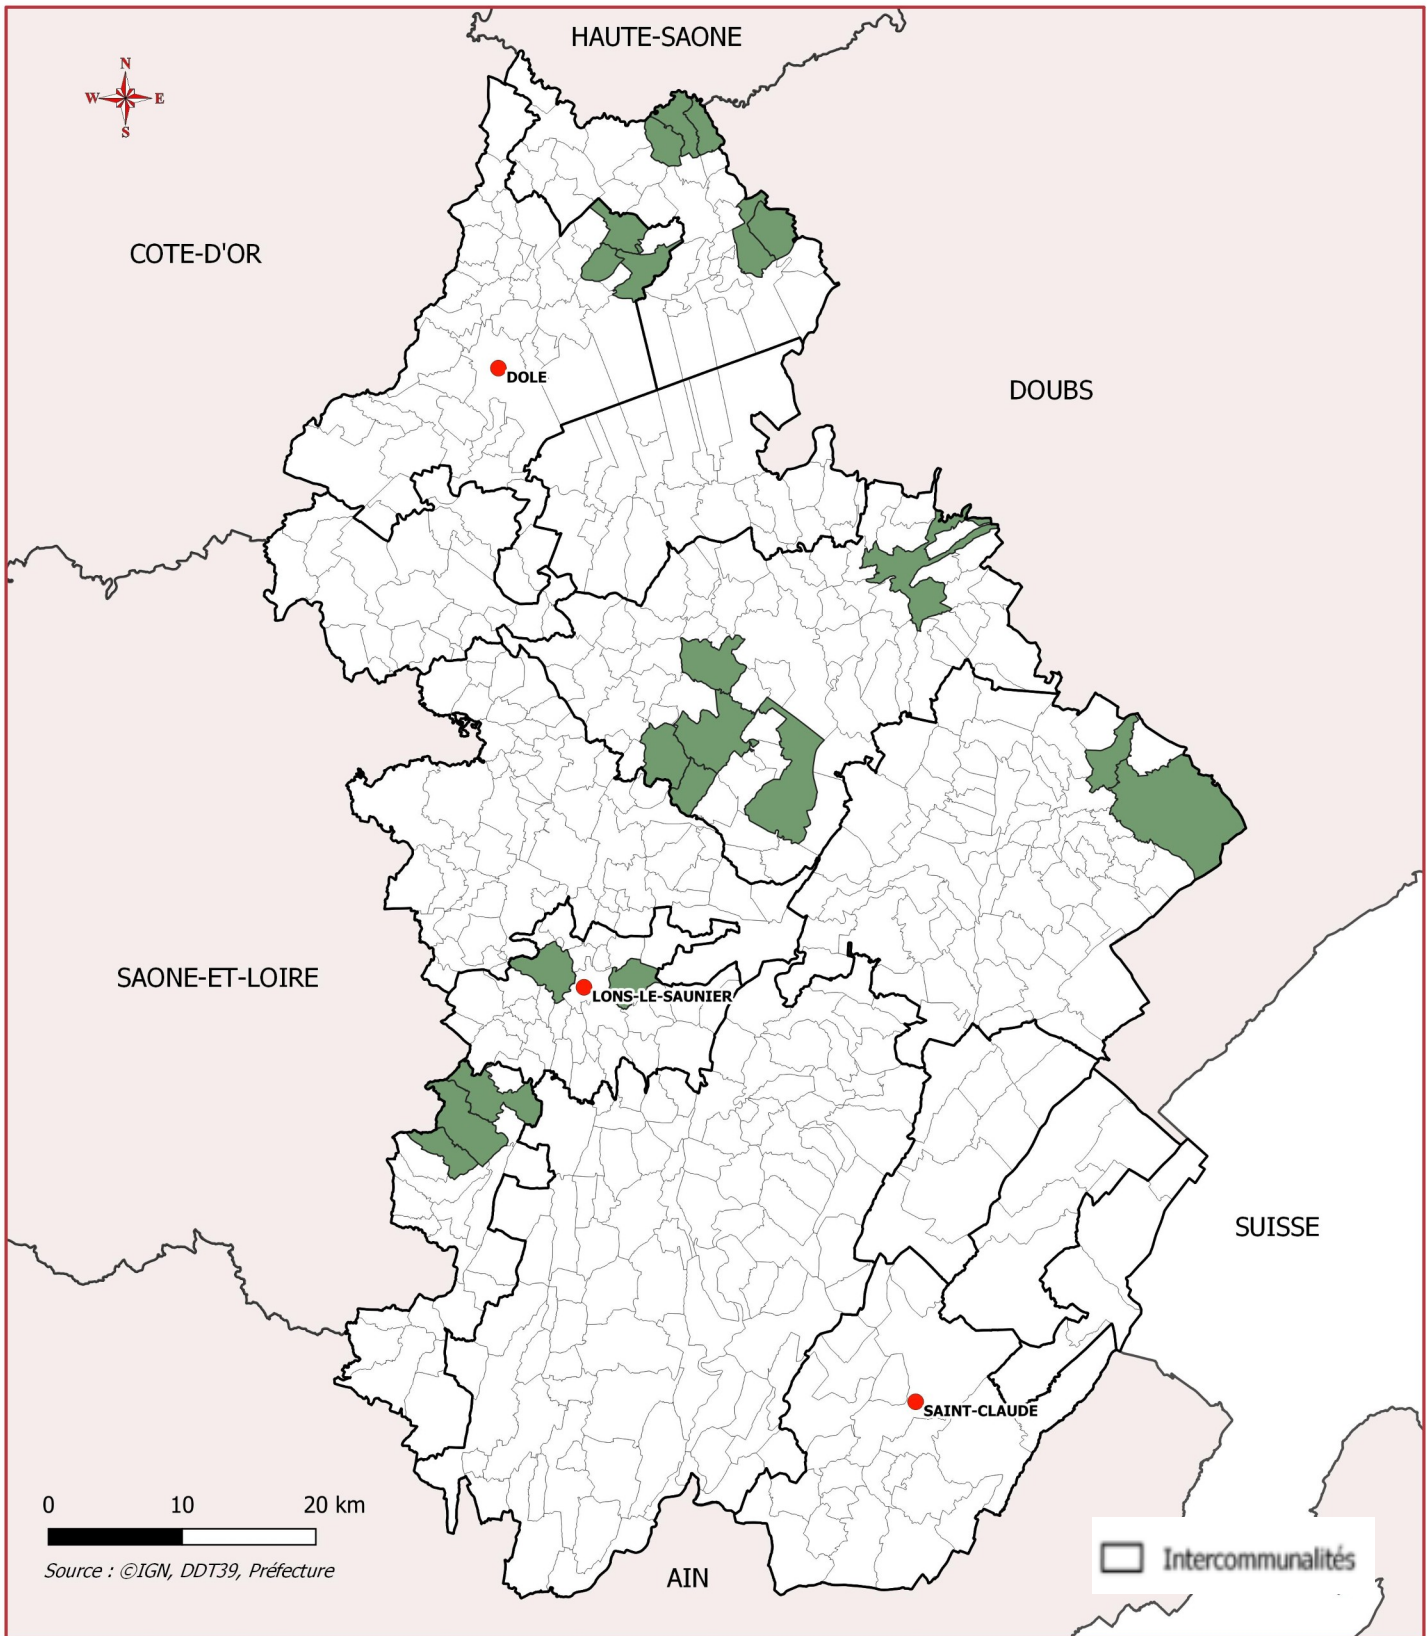 HAUTE-SAONE
N
W E
S
COTE-D'OR
DOLE
DOUBS
SAONE-ET-LOIRE
LONS-LE-SAUNIER
SUISSE
SAINT-CLAUDE
0 10 20 km
Source : ©IGN, DDT39, Préfecture
AIN
Intercommunalités